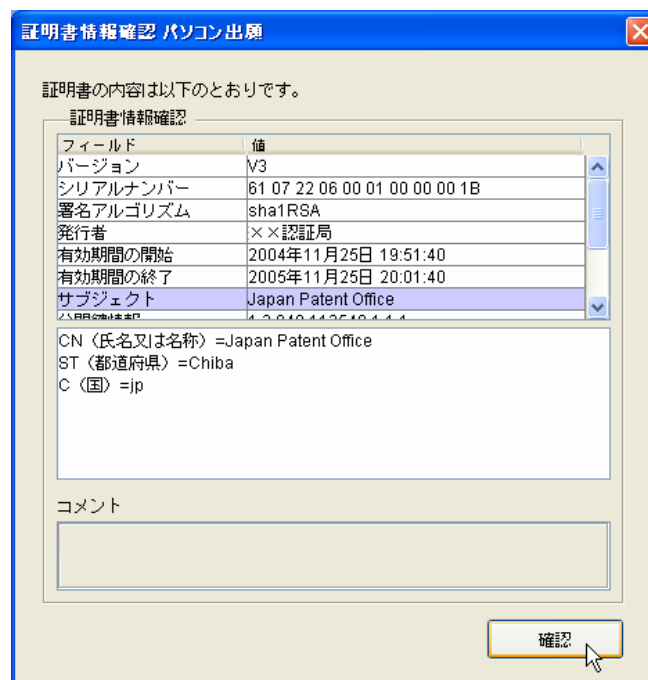 証明書情報確認 パソコン出願
証明書の内容は以下のとおりです。
証明書情報確認
フィールド 値
バージョン V3
シリアルナンバー 61 07 22 06 00 01 00 00 00 1B
署名アルゴリズム sha1RSA
発行者 ××認証局
有効期間の開始 2004年11月25日 19:51:40
有効期間の終了 2005年11月25日 20:01:40
サブジェクト Japan Patent Office
CN（氏名又は名称）=Japan Patent Office
ST（都道府県）=Chiba
C（国）=jp
コメント
確認